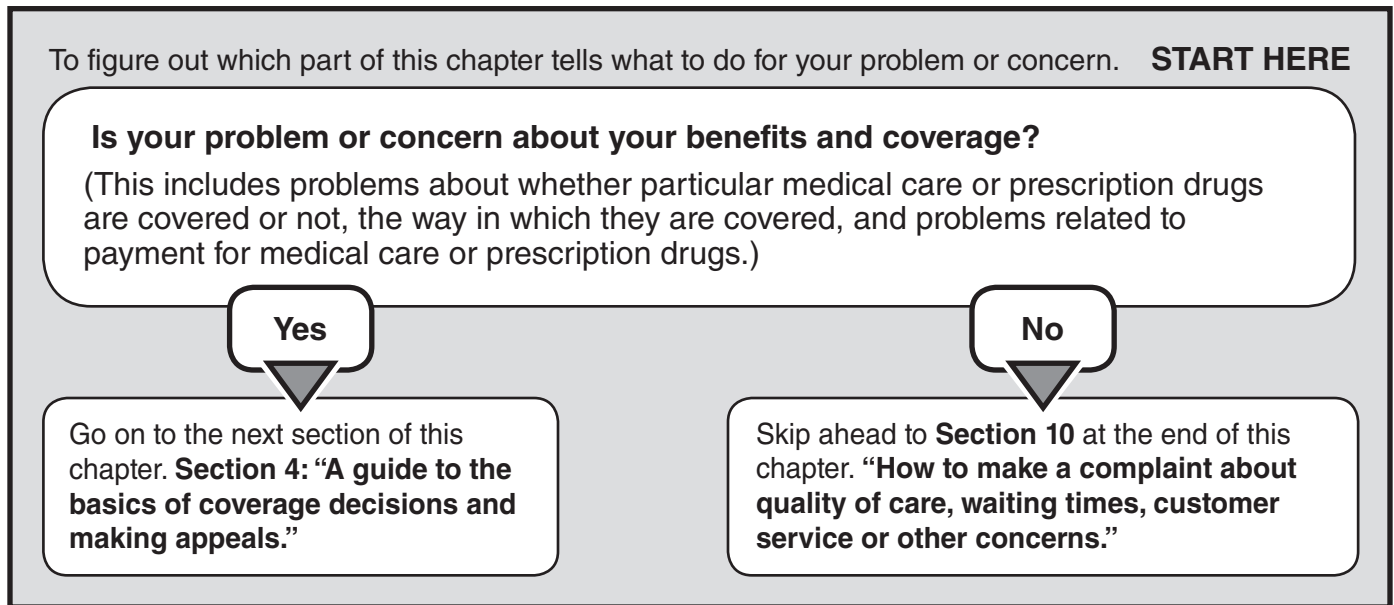 To figure out which part of this chapter tells what to do for your problem or concern. START HERE
Is your problem or concern about your benefits and coverage?
(This includes problems about whether particular medical care or prescription drugs
are covered or not, the way in which they are covered, and problems related to
payment for medical care or prescription drugs.)
Yes
No
Go on to the next section of this
chapter. Section 4: “A guide to the
basics of coverage decisions and
making appeals.”
Skip ahead to Section 10 at the end of this
chapter. “How to make a complaint about
quality of care, waiting times, customer
service or other concerns.”